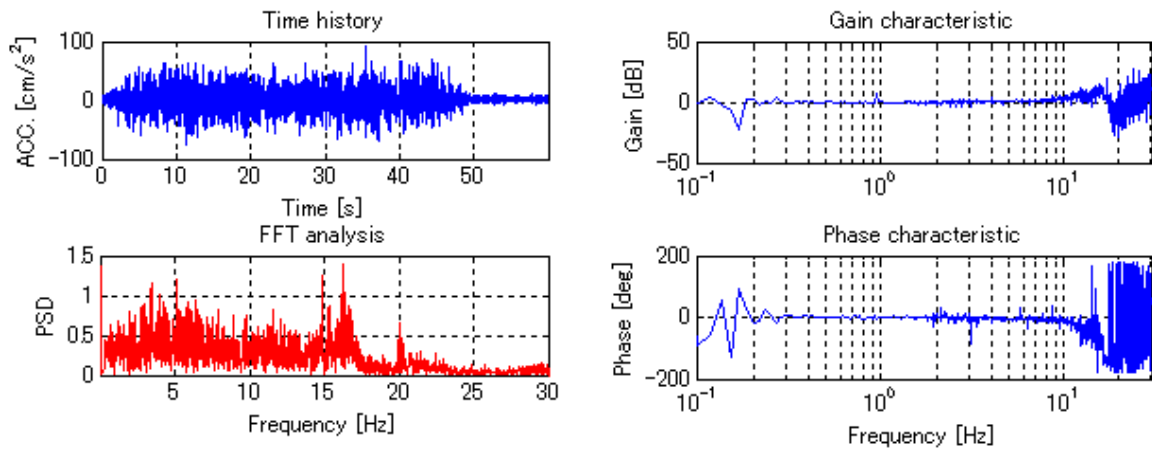 Time history
100
0
−100
ACC. [cm/s²]
0 10 20 30 40 50
Time [s]
Gain characteristic
50
0
−50
Gain [dB]
10⁻¹ 10⁰ 10¹
FFT analysis
1.5
1
0.5
0
PSD
5 10 15 20 25 30
Frequency [Hz]
Phase characteristic
200
0
−200
Phase [deg]
10⁻¹ 10⁰ 10¹
Frequency [Hz]